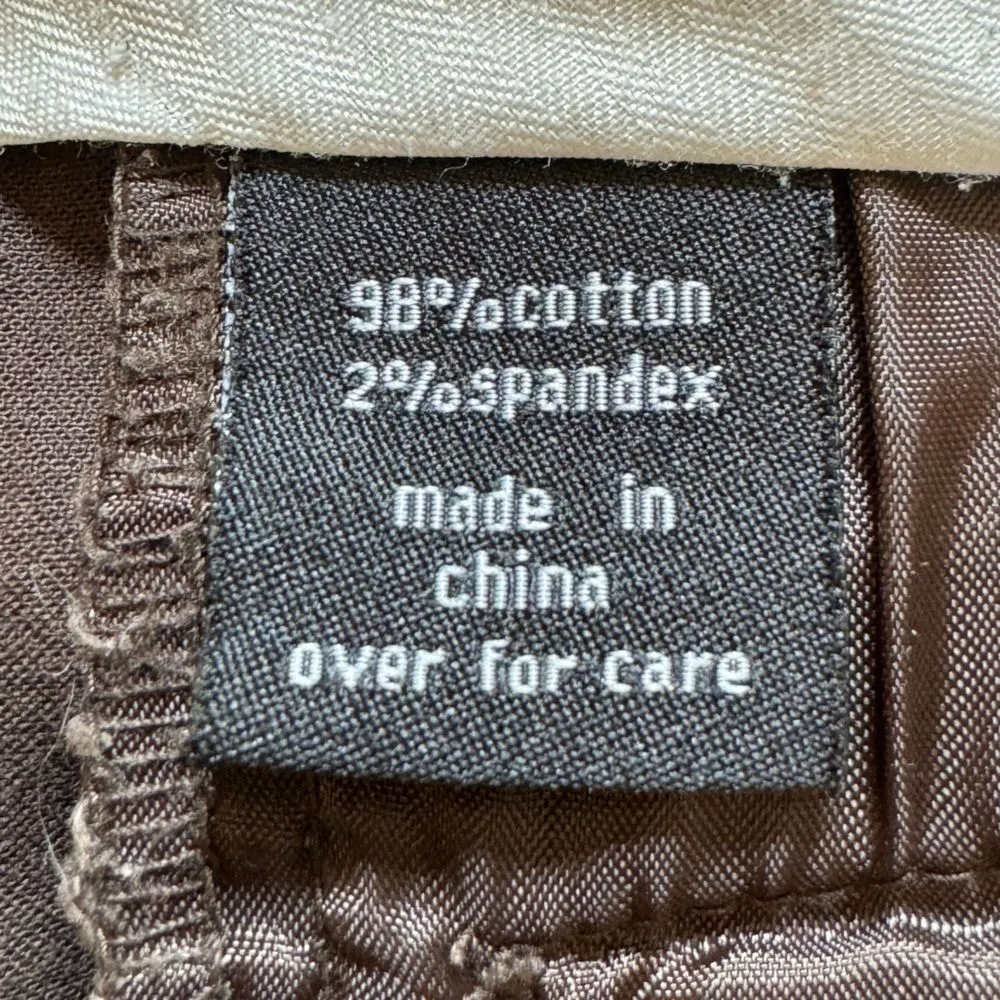 98%cotton
2%spandex
made in
china
over for care